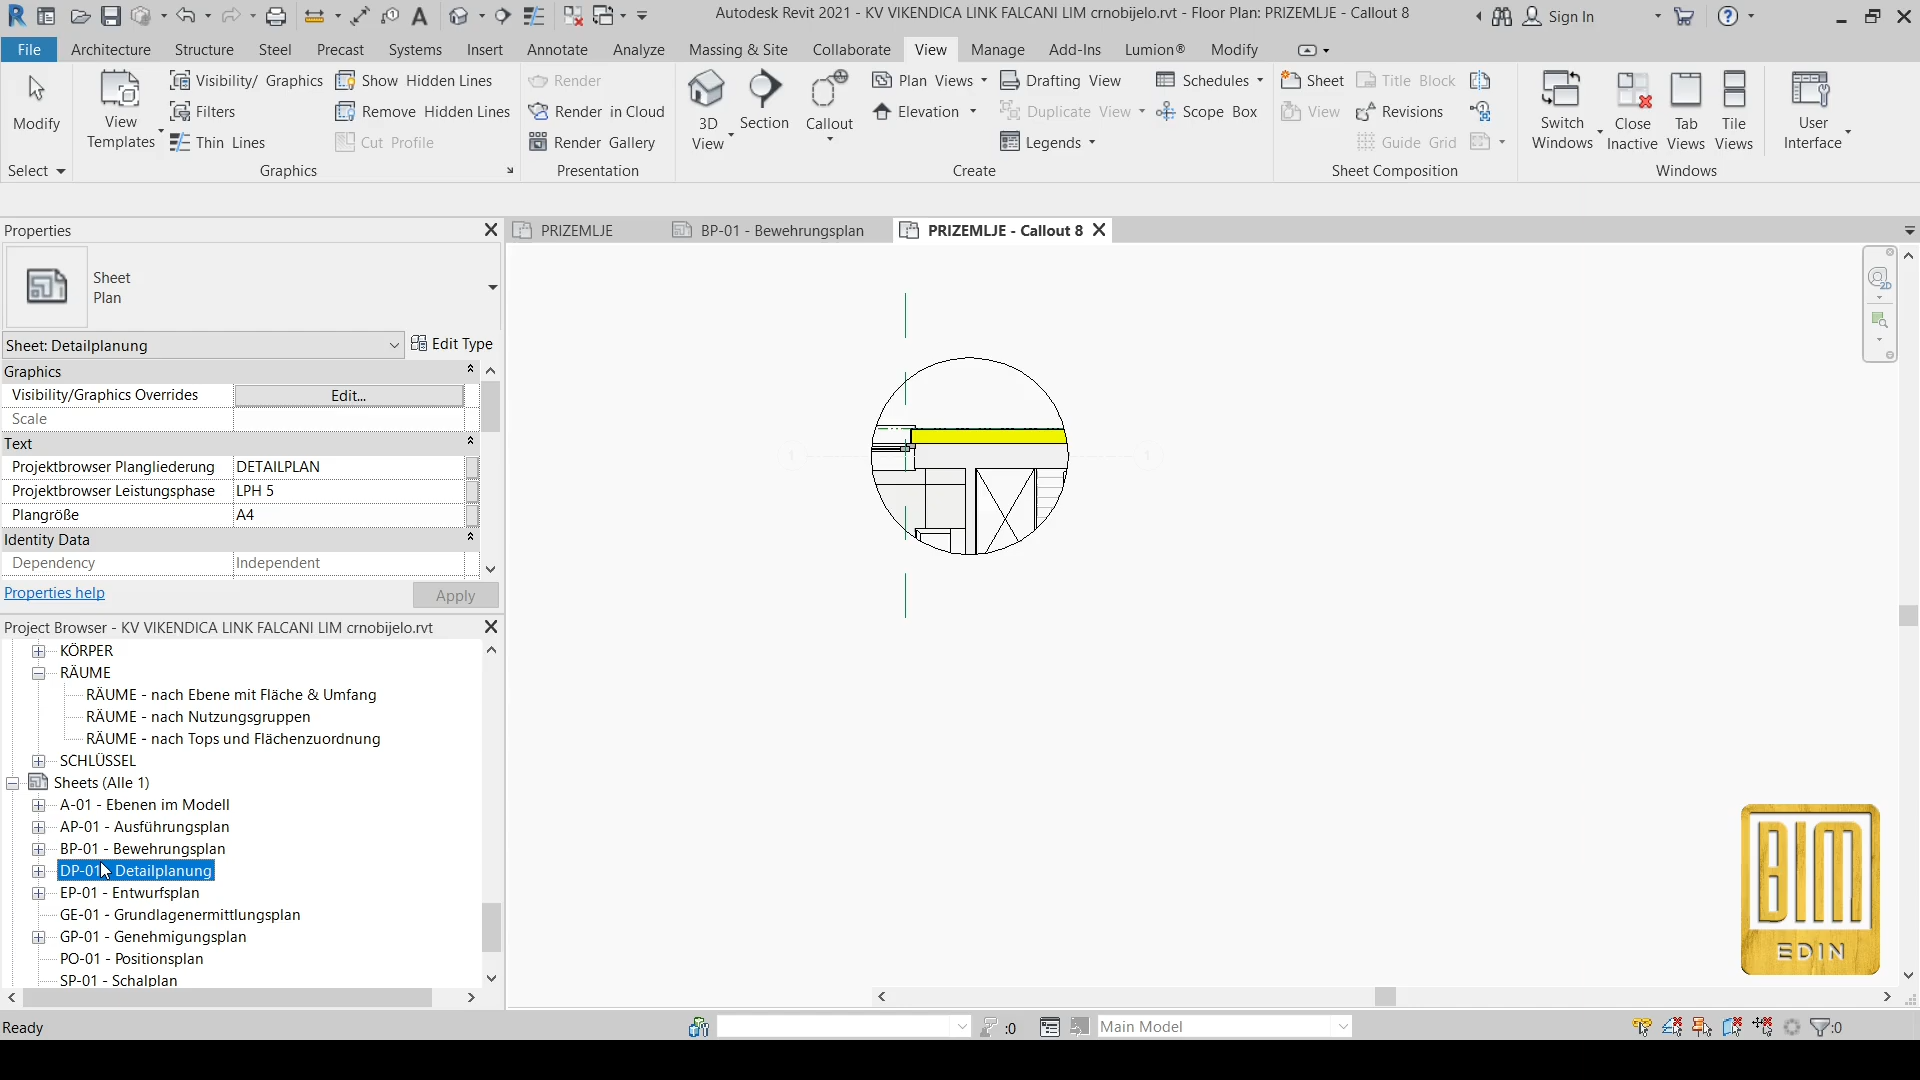 Autodesk Revit 2021 - KV VIKENDICA LINK FALCANI LIM crnobijelo.rvt - Floor Plan: PRIZEMLJE - Callout 8
Sign In
File Architecture Structure Steel Precast Systems Insert Annotate Analyze Massing & Site Collaborate View Manage Add-Ins Lumion® Modify
Modify
View Templates
Visibility/ Graphics
Filters
Thin Lines
Show Hidden Lines
Remove Hidden Lines
Cut Profile
Render
Render in Cloud
Render Gallery
3D View
Section
Callout
Plan Views
Elevation
Drafting View
Duplicate View
Legends
Schedules
Scope Box
Sheet
View
Title Block
Revisions
Guide Grid
Switch Windows
Close Inactive
Tab Views
Tile Views
User Interface
Select Graphics Presentation Create Sheet Composition Windows
Properties
PRIZEMLJE
BP-01 - Bewehrungsplan
PRIZEMLJE - Callout 8
Sheet
Plan
Sheet: Detailplanung
Edit Type
Graphics
Visibility/Graphics Overrides Edit...
Scale
Text
Projektbrowser Plangliederung DETAILPLAN
Projektbrowser Leistungsphase LPH 5
Plangröße A4
Identity Data
Dependency Independent
Properties help
Apply
1 1
2D
Project Browser - KV VIKENDICA LINK FALCANI LIM crnobijelo.rvt
KÖRPER
RÄUME
RÄUME - nach Ebene mit Fläche & Umfang
RÄUME - nach Nutzungsgruppen
RÄUME - nach Tops und Flächenzuordnung
SCHLÜSSEL
Sheets (Alle 1)
A-01 - Ebenen im Modell
AP-01 - Ausführungsplan
BP-01 - Bewehrungsplan
DP-01 - Detailplanung
EP-01 - Entwurfsplan
GE-01 - Grundlagenermittlungsplan
GP-01 - Genehmigungsplan
PO-01 - Positionsplan
SP-01 - Schalplan
BIM
EDIN
Ready
:0
Main Model
:0